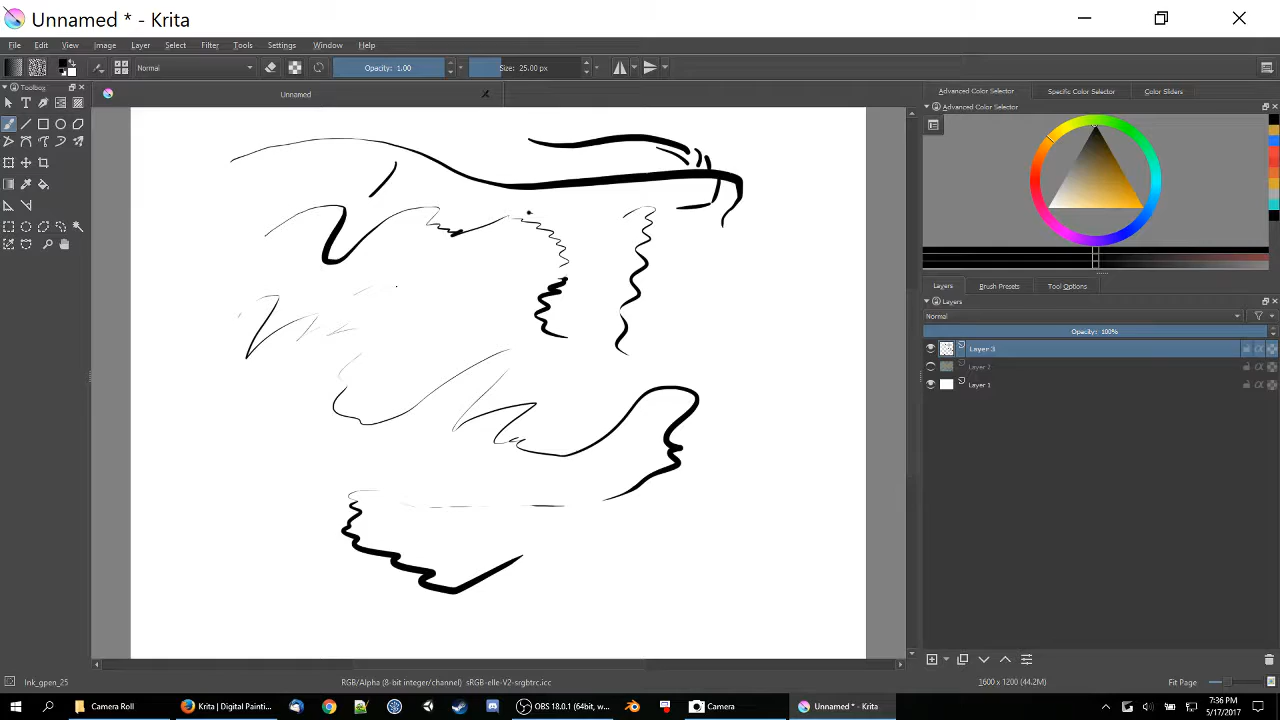 Unnamed * - Krita
File Edit View Image Layer Select Filter Tools Settings Window Help
Normal Opacity: 1.00 Size: 25.00 px
Toolbox
Unnamed
Advanced Color Selector Specific Color Selector Color Sliders
Advanced Color Selector
Layers Brush Presets Tool Options
Layers
Normal
Opacity: 100%
Layer 3
Layer 2
Layer 1
Ink_gpen_25 RGB/Alpha (8-bit integer/channel) sRGB-elle-V2-srgbtrc.icc 1600 x 1200 (44.2M) Fit Page
Camera Roll Krita | Digital Painti... OBS 18.0.1 (64bit, w... Camera Unnamed * - Krita
7:36 PM
5/17/2017